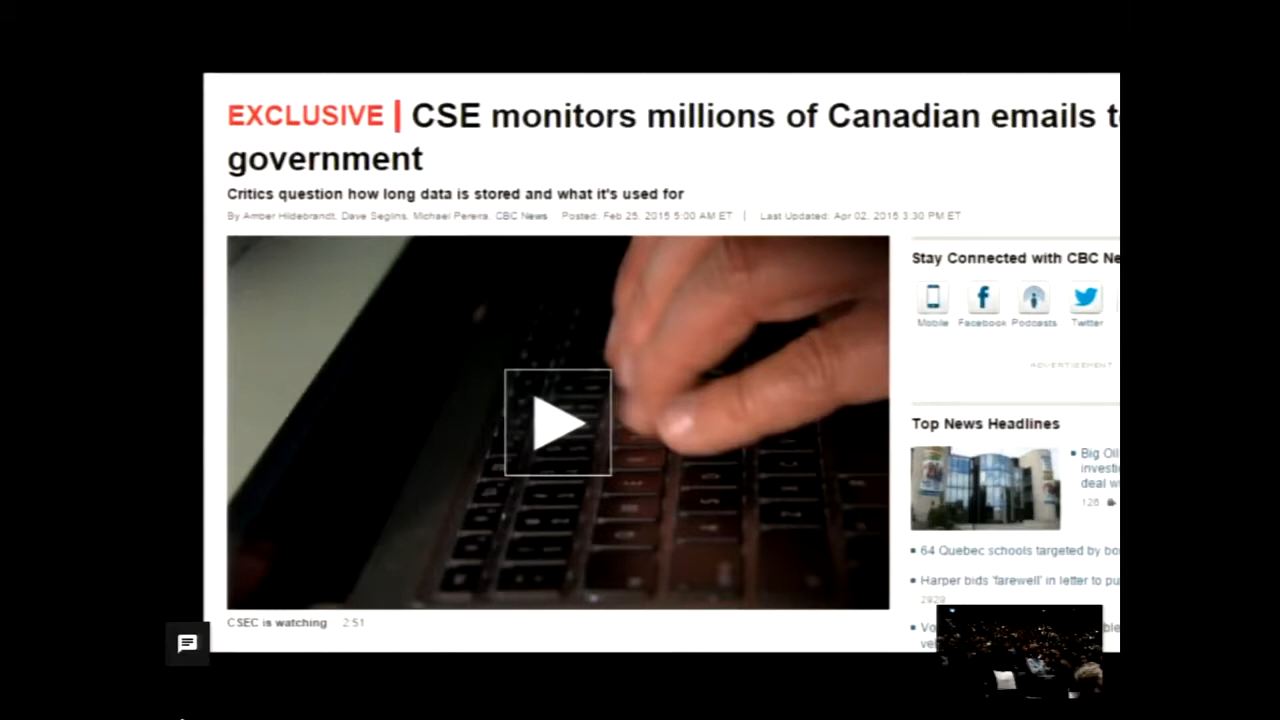 EXCLUSIVE | CSE monitors millions of Canadian emails t
government
Critics question how long data is stored and what it's used for
By Amber Hildebrandt, Dave Seglins, Michael Pereira, CBC News Posted: Feb 25, 2015 5:00 AM ET | Last Updated: Apr 02, 2015 3:30 PM ET
Stay Connected with CBC Ne
Mobile Facebook Podcasts Twitter
ADVERTISEMENT
Top News Headlines
Big Oil
investi
deal w
126
64 Quebec schools targeted by bo
Harper bids 'farewell' in letter to pu
2929
CSEC is watching 2:51